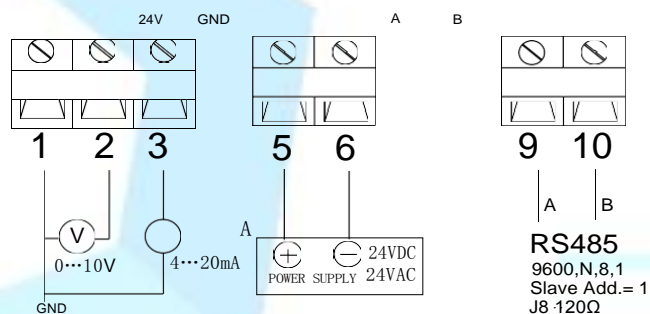 24V GND A B
1 2 3 5 6 9 10
V
0…10V
4…20mA
A
+ − 24VDC
POWER SUPPLY 24VAC
GND
A B
RS485
9600,N,8,1
Slave Add.= 1
J8 120Ω